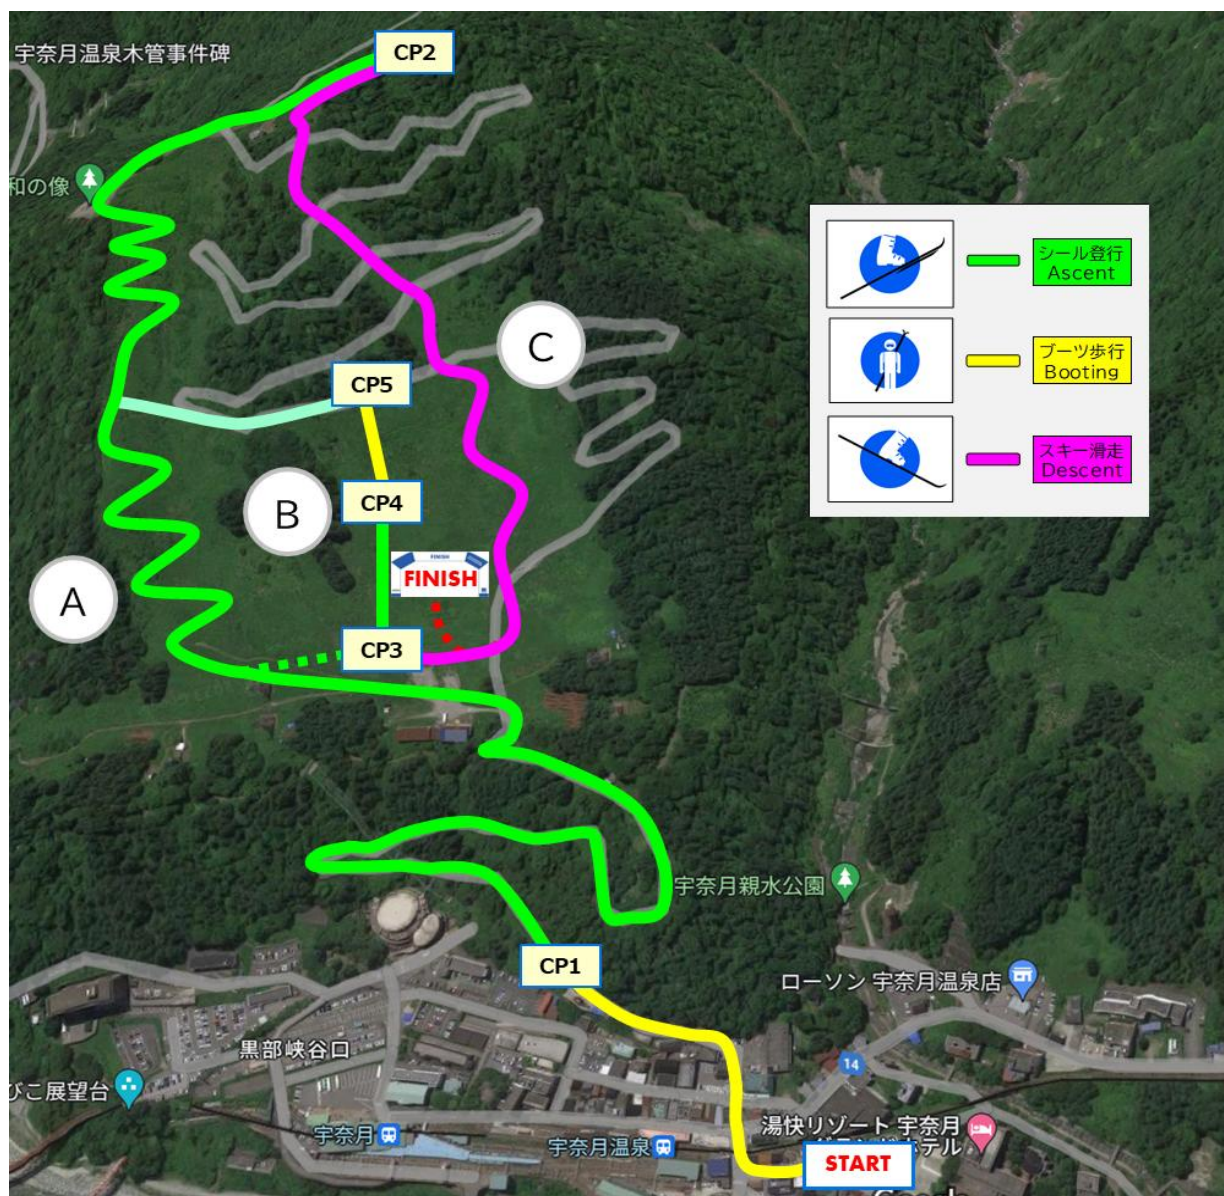 CP2
宇奈月温泉木管事件碑
和の像
シール登行
Ascent
C
ブーツ歩行
Booting
CP5
スキー滑走
Descent
CP4
B
FINISH
FINISH
A
CP3
宇奈月親水公園
CP1
ローソン 宇奈月温泉店
黒部峡谷口
14
びこ展望台
宇奈月
宇奈月温泉
湯快リゾート 宇奈月
START